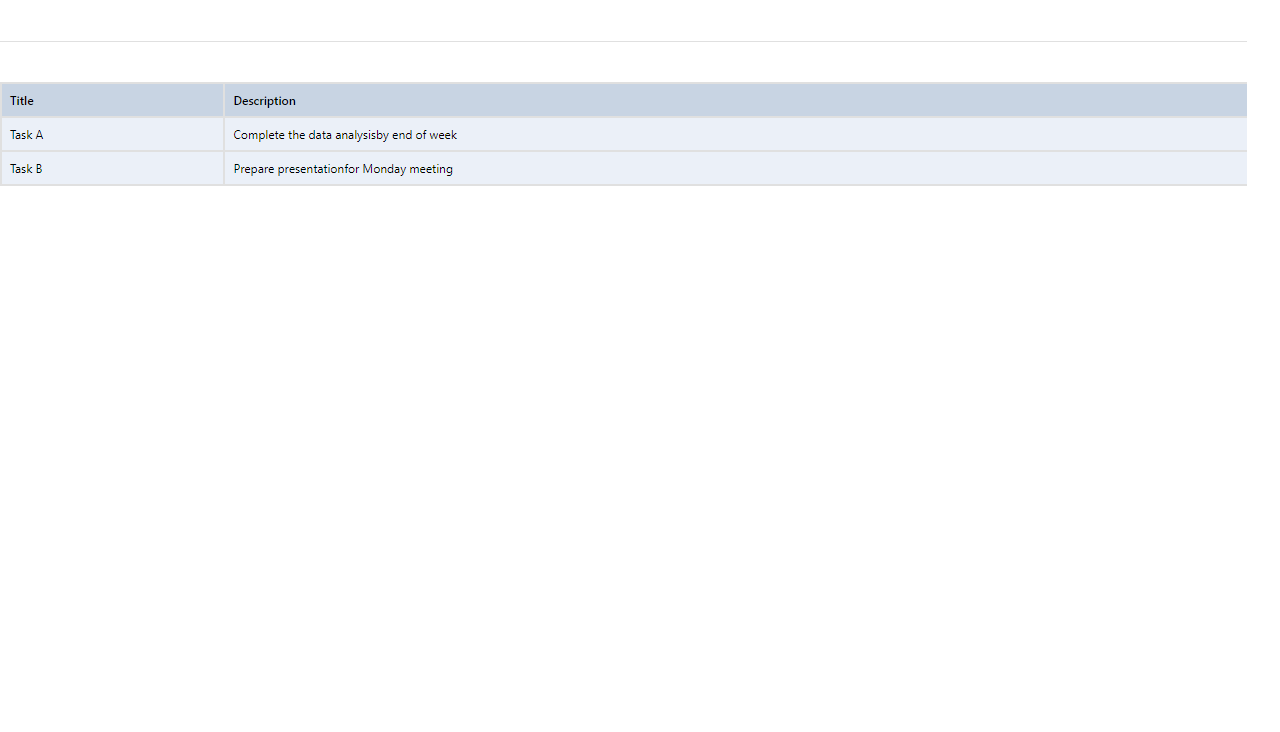 Title Description
Task A Complete the data analysisby end of week
Task B Prepare presentationfor Monday meeting